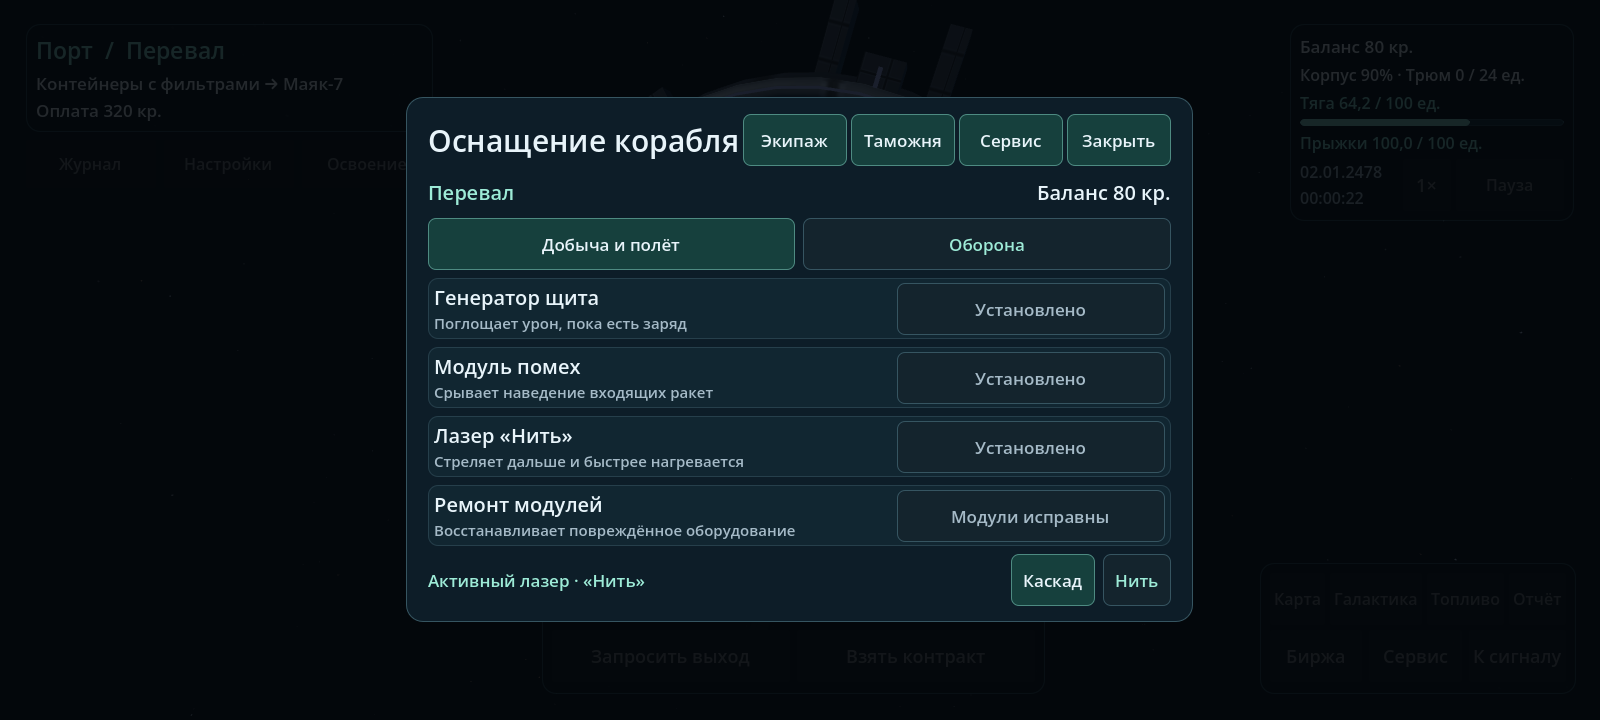 Порт / Перевал
Контейнеры с фильтрами → Маяк-7
Оплата 320 кр.
Журнал
Настройки
Освоение
Баланс 80 кр.
Корпус 90% · Трюм 0 / 24 ед.
Тяга 64,2 / 100 ед.
Прыжки 100,0 / 100 ед.
02.01.2478
00:00:22
1×
Пауза
Оснащение корабля
Экипаж
Таможня
Сервис
Закрыть
Перевал
Баланс 80 кр.
Добыча и полёт
Оборона
Генератор щита
Поглощает урон, пока есть заряд
Установлено
Модуль помех
Срывает наведение входящих ракет
Установлено
Лазер «Нить»
Стреляет дальше и быстрее нагревается
Установлено
Ремонт модулей
Восстанавливает повреждённое оборудование
Модули исправны
Активный лазер · «Нить»
Каскад
Нить
Запросить выход
Взять контракт
Карта
Галактика
Топливо
Отчёт
Биржа
Сервис
К сигналу